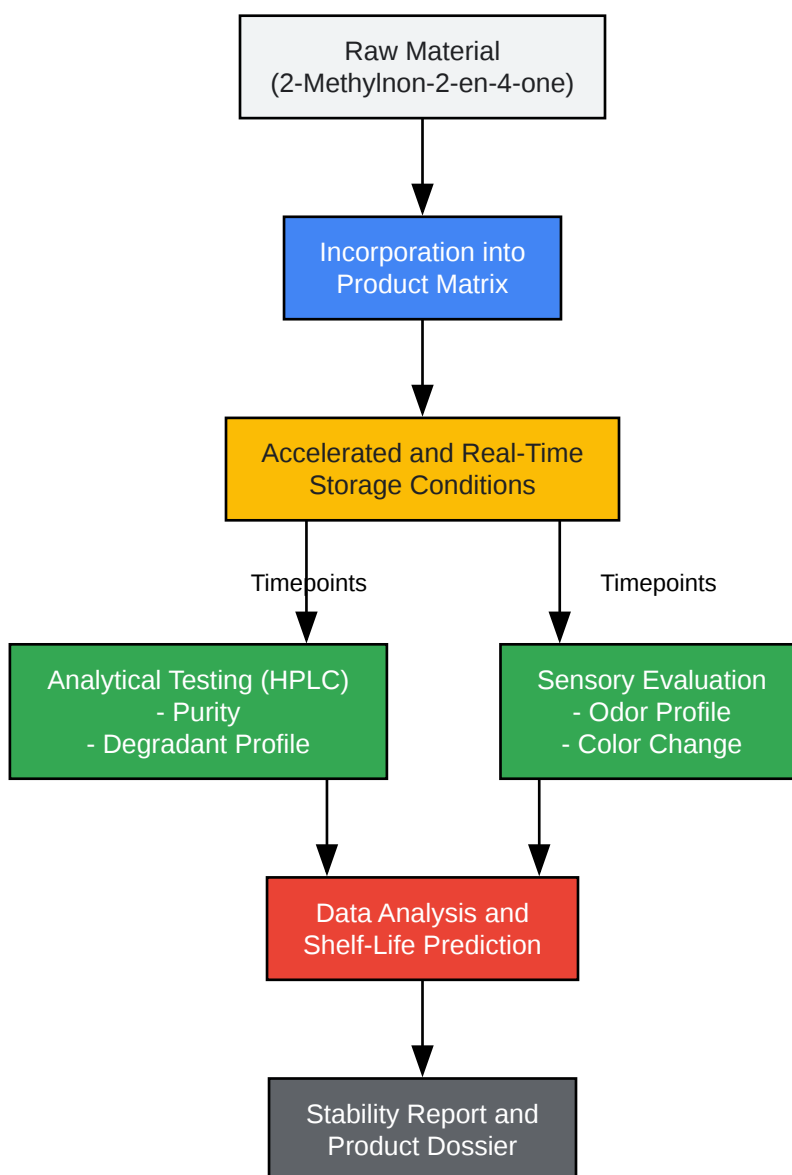 Raw Material
(2-Methylnon-2-en-4-one)
Incorporation into
Product Matrix
Accelerated and Real-Time
Storage Conditions
Timepoints
Timepoints
Analytical Testing (HPLC)
- Purity
- Degradant Profile
Sensory Evaluation
- Odor Profile
- Color Change
Data Analysis and
Shelf-Life Prediction
Stability Report and
Product Dossier